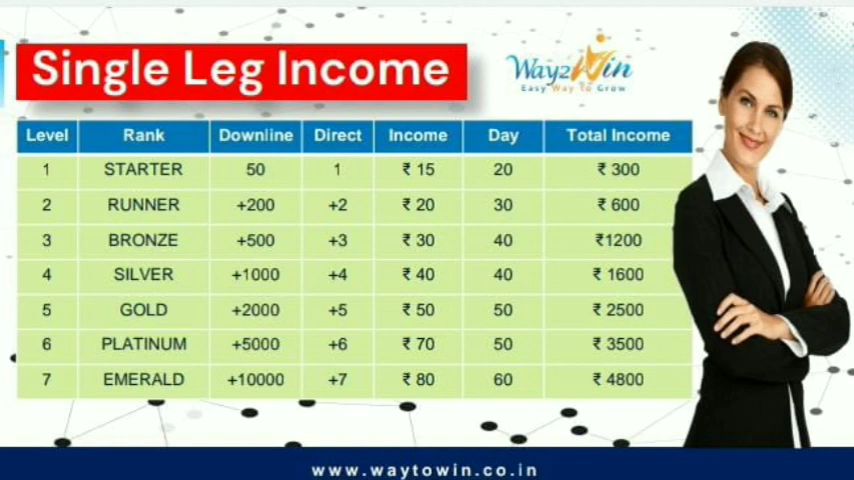 Single Leg Income
Way2Win
Easy Way To Grow
Level Rank Downline Direct Income Day Total Income
1 STARTER 50 1 ₹ 15 20 ₹ 300
2 RUNNER +200 +2 ₹ 20 30 ₹ 600
3 BRONZE +500 +3 ₹ 30 40 ₹1200
4 SILVER +1000 +4 ₹ 40 40 ₹ 1600
5 GOLD +2000 +5 ₹ 50 50 ₹ 2500
6 PLATINUM +5000 +6 ₹ 70 50 ₹ 3500
7 EMERALD +10000 +7 ₹ 80 60 ₹ 4800
www.waytowin.co.in